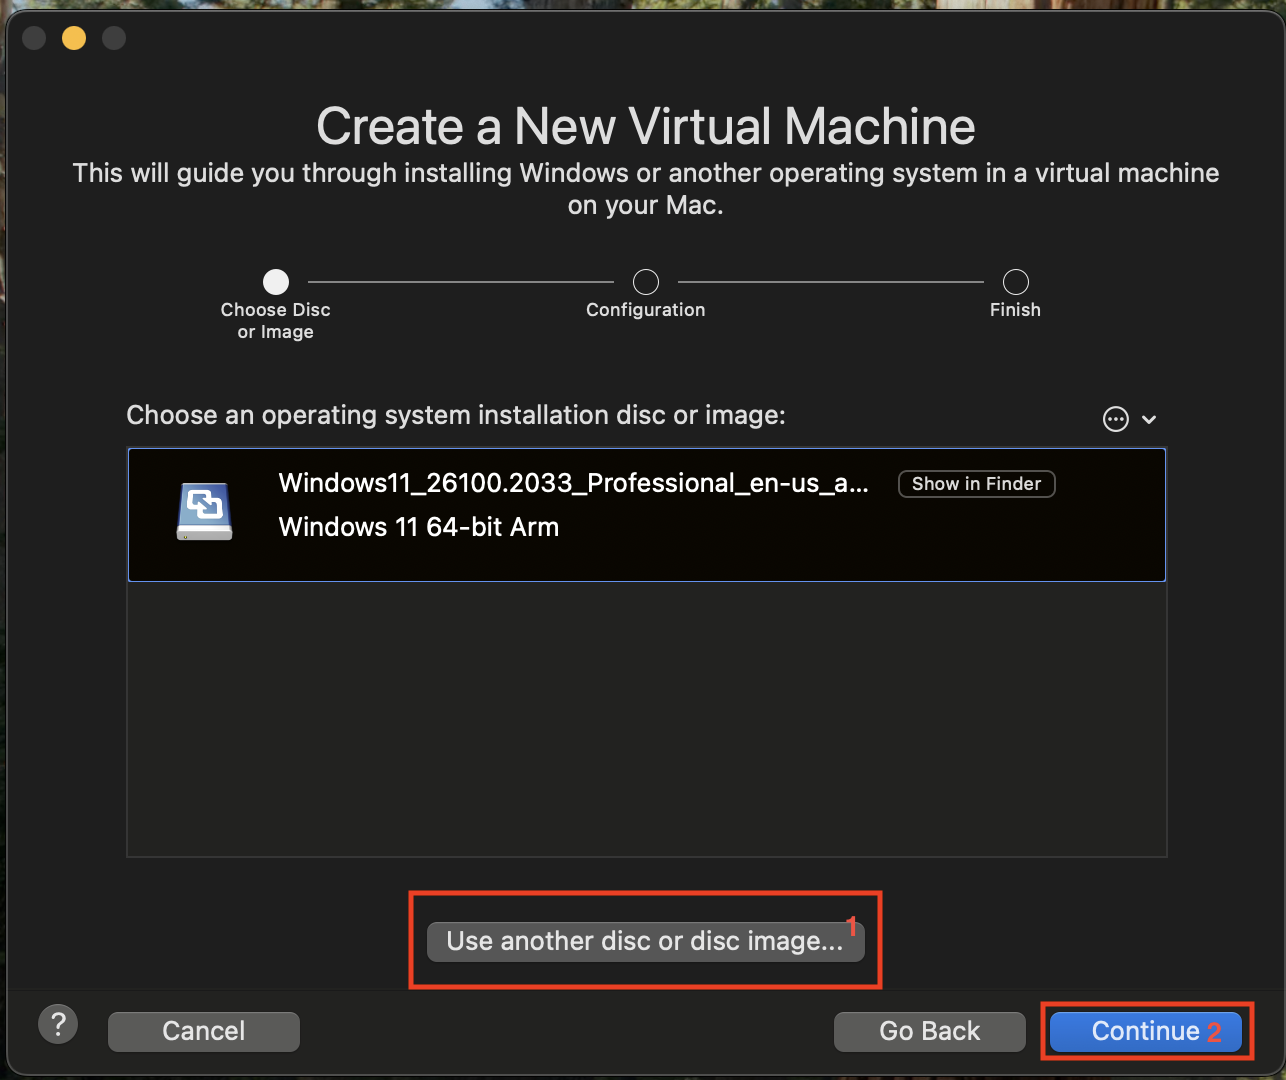 Create a New Virtual Machine
This will guide you through installing Windows or another operating system in a virtual machine
on your Mac.
Choose Disc
or Image
Configuration
Finish
Choose an operating system installation disc or image:
Windows11_26100.2033_Professional_en-us_a...
Show in Finder
Windows 11 64-bit Arm
Use another disc or disc image...
1
?
Cancel
Go Back
Continue 2